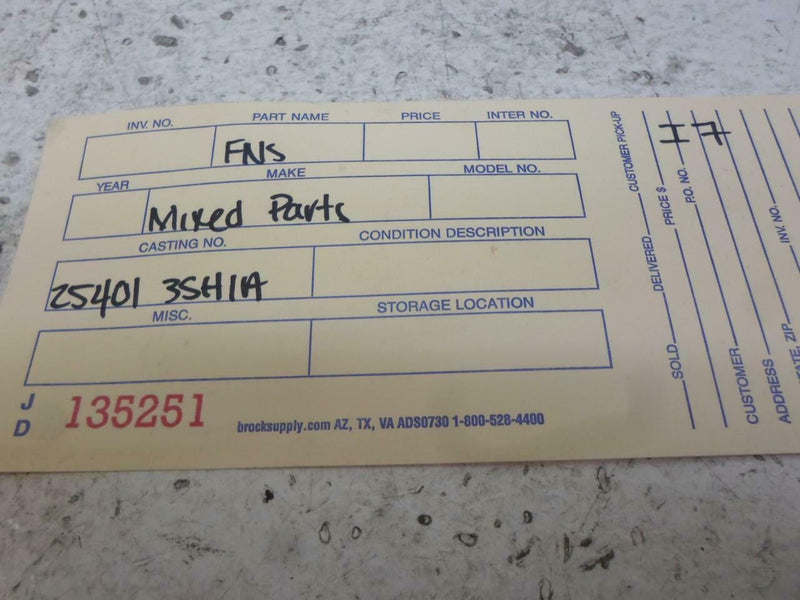 INV. NO. PART NAME PRICE INTER NO.
FNS
YEAR MAKE MODEL NO.
Mixed Parts
CASTING NO. CONDITION DESCRIPTION
25401 3SH1A
MISC. STORAGE LOCATION
J D 135251 brocksupply.com AZ, TX, VA ADS0730 1-800-528-4400
SOLD DELIVERED CUSTOMER PICK-UP
PRICE $
P.O. NO.
I7
CUSTOMER
ADDRESS INV. NO.
ZIP